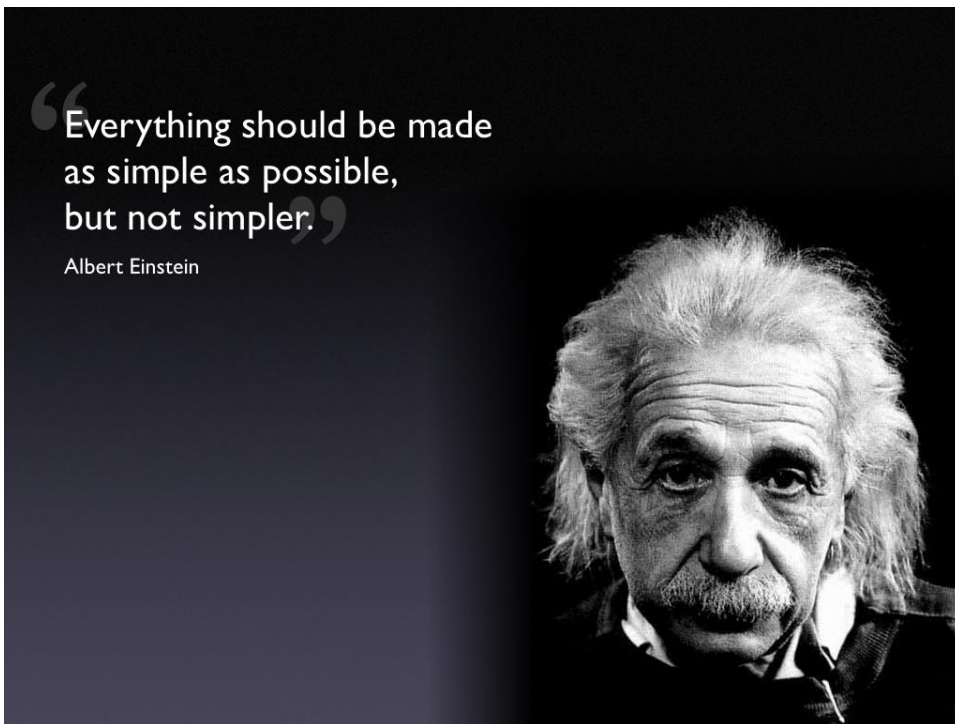 “Everything should be made
as simple as possible,
but not simpler.”
Albert Einstein